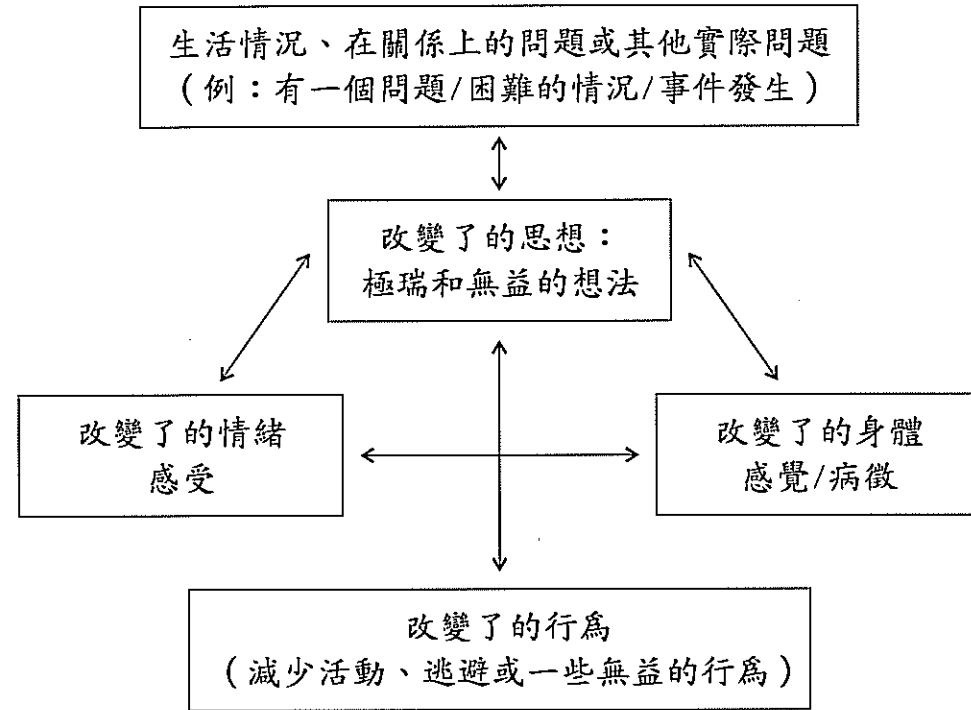 生活情況、在關係上的問題或其他實際問題
（例：有一個問題/困難的情況/事件發生）
改變了的思想：
極瑞和無益的想法
改變了的情緒
感受
改變了的身體
感覺/病徵
改變了的行為
（減少活動、逃避或一些無益的行為）